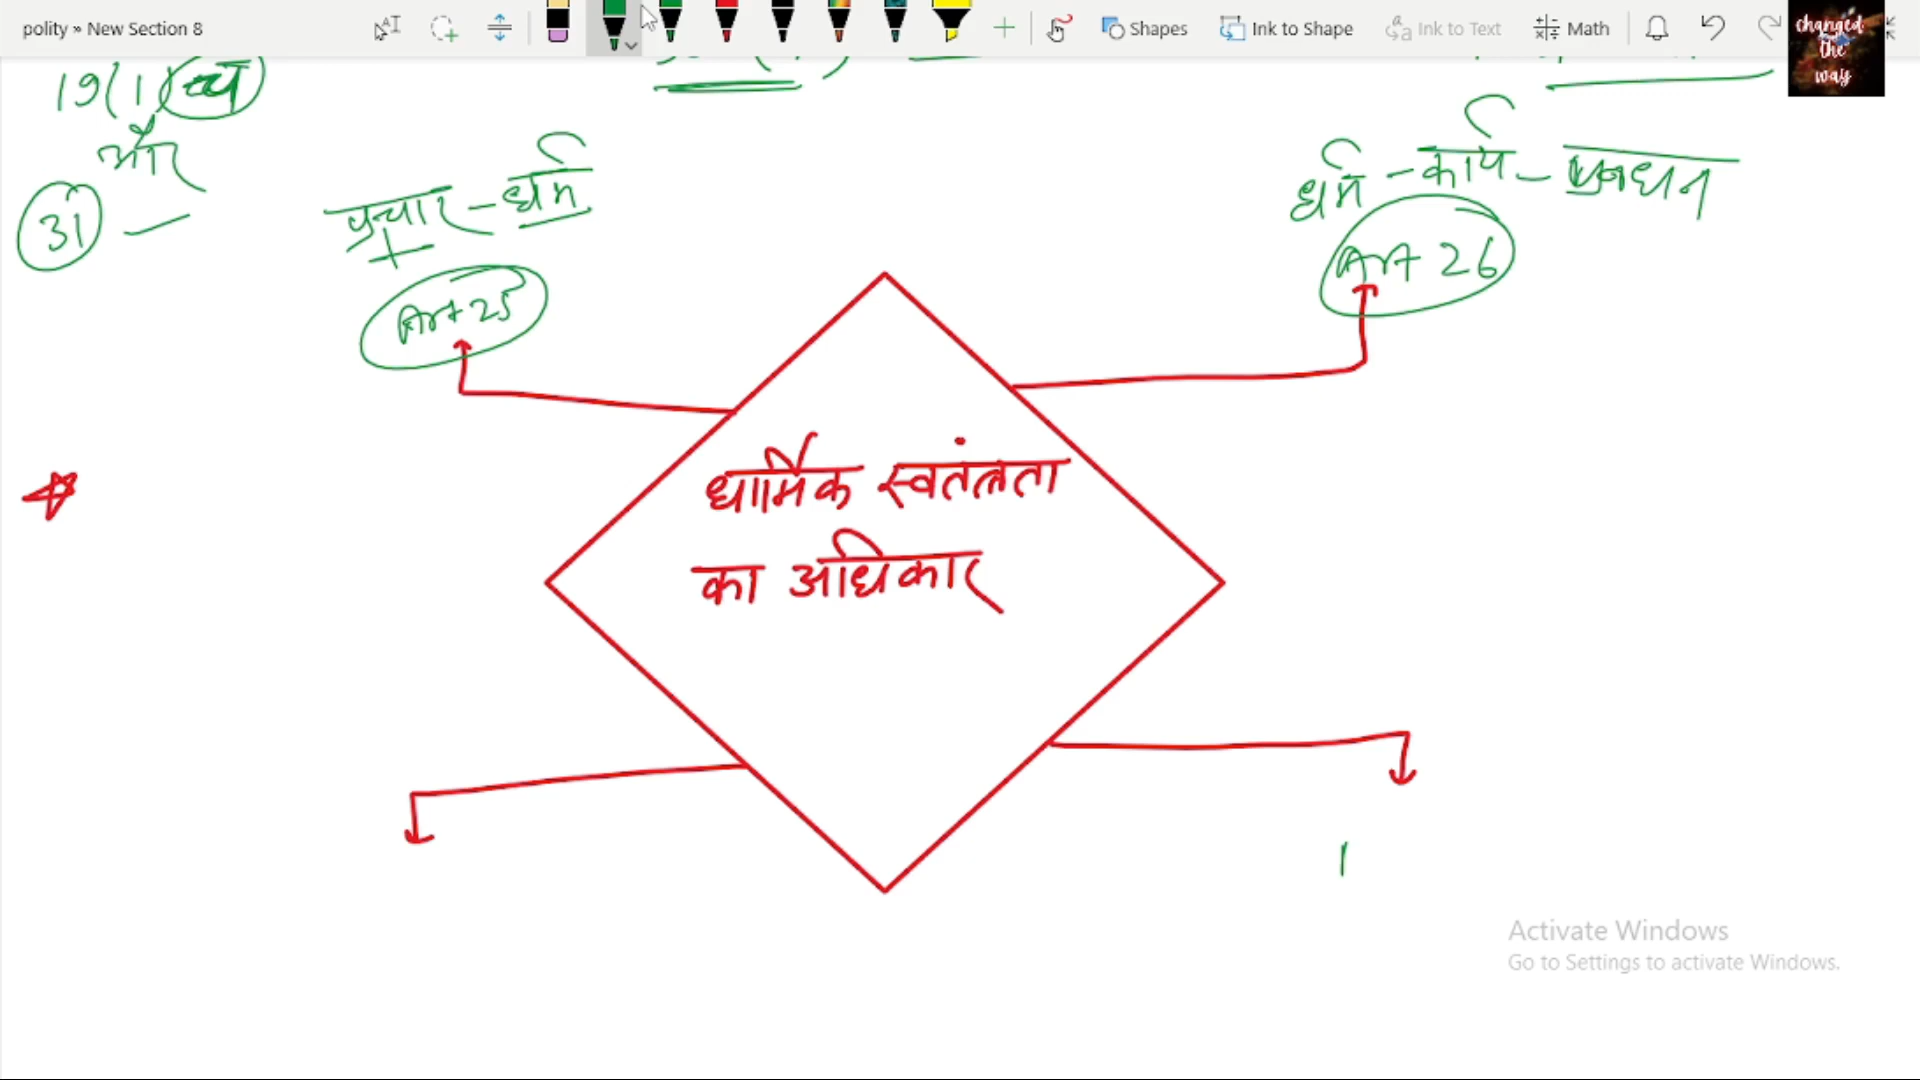 polity » New Section 8
Shapes
Ink to Shape
Ink to Text
Math
changed
the
way
19(1)
और
31 —
प्रचार - धर्म
Art 25
धर्म - कार्य - प्रबन्धन
Art 26
धार्मिक स्वतंत्रता
का अधिकार
Activate Windows
Go to Settings to activate Windows.